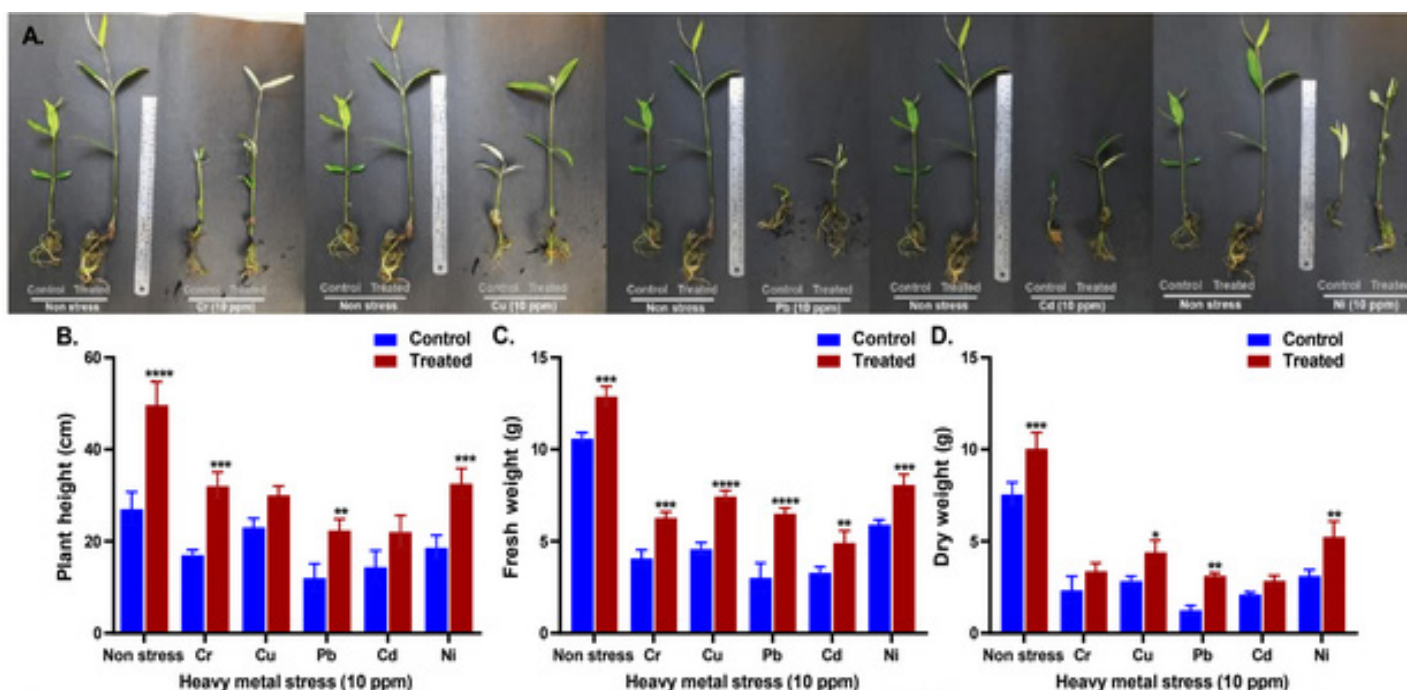 A.
Control Treated Control Treated Control Treated Control Treated Control Treated Control Treated Control Treated Control Treated Control Treated Control Treated
Non stress Cr (10 ppm) Non stress Cu (10 ppm) Non stress Pb (10 ppm) Non stress Cd (10 ppm) Non stress Ni (10 ppm)
B.
Control
Treated
Plant height (cm)
60
40
20
0
**** *** ** ***
Non stress Cr Cu Pb Cd Ni
Heavy metal stress (10 ppm)
C.
Control
Treated
Fresh weight (g)
15
10
5
0
*** *** **** **** ** ***
Non stress Cr Cu Pb Cd Ni
Heavy metal stress (10 ppm)
D.
Control
Treated
Dry weight (g)
15
10
5
0
*** * ** **
Non stress Cr Cu Pb Cd Ni
Heavy metal stress (10 ppm)